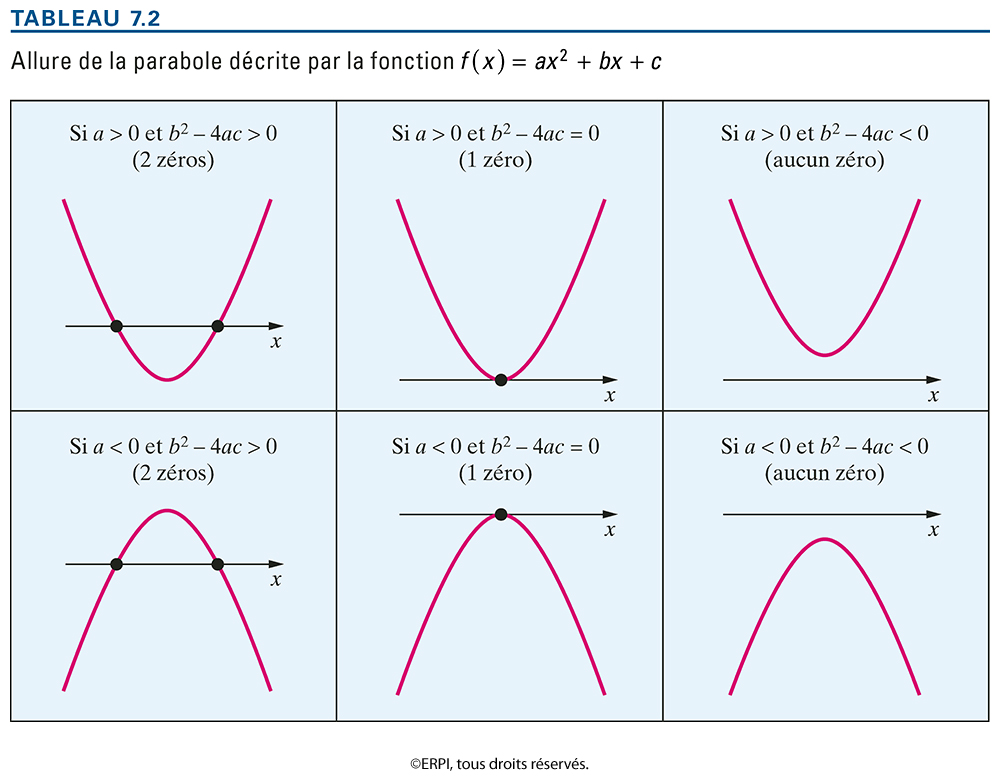 TABLEAU 7.2
Allure de la parabole décrite par la fonction f(x) = ax² + bx + c
Si a > 0 et b² – 4ac > 0
(2 zéros)
x
Si a > 0 et b² – 4ac = 0
(1 zéro)
x
Si a > 0 et b² – 4ac < 0
(aucun zéro)
x
Si a < 0 et b² – 4ac > 0
(2 zéros)
x
Si a < 0 et b² – 4ac = 0
(1 zéro)
x
Si a < 0 et b² – 4ac < 0
(aucun zéro)
x
©ERPI, tous droits réservés.